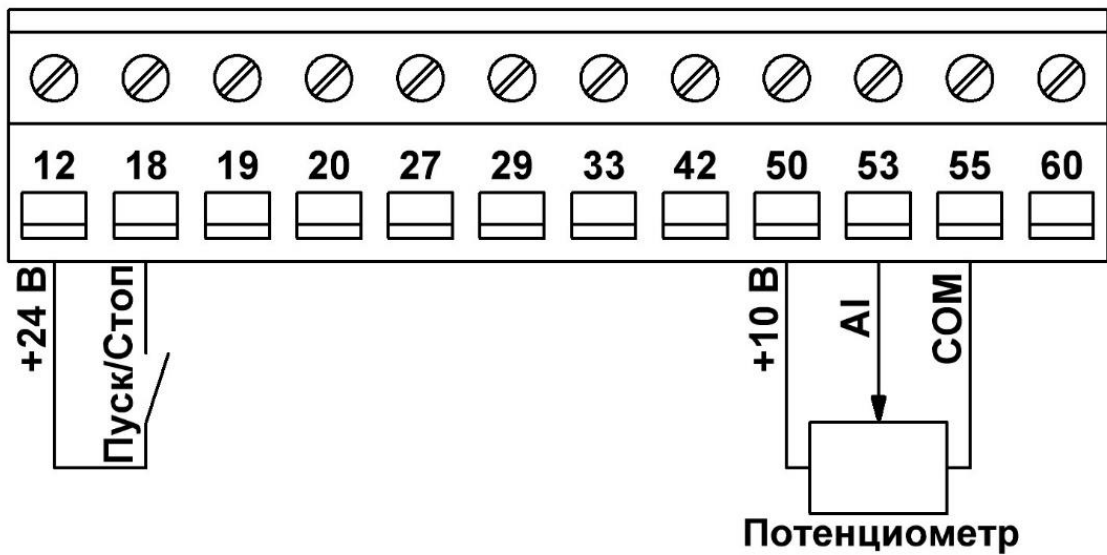 12 18 19 20 27 29 33 42 50 53 55 60
+24 В
Пуск/Стоп
+10 В
AI
COM
Потенциометр